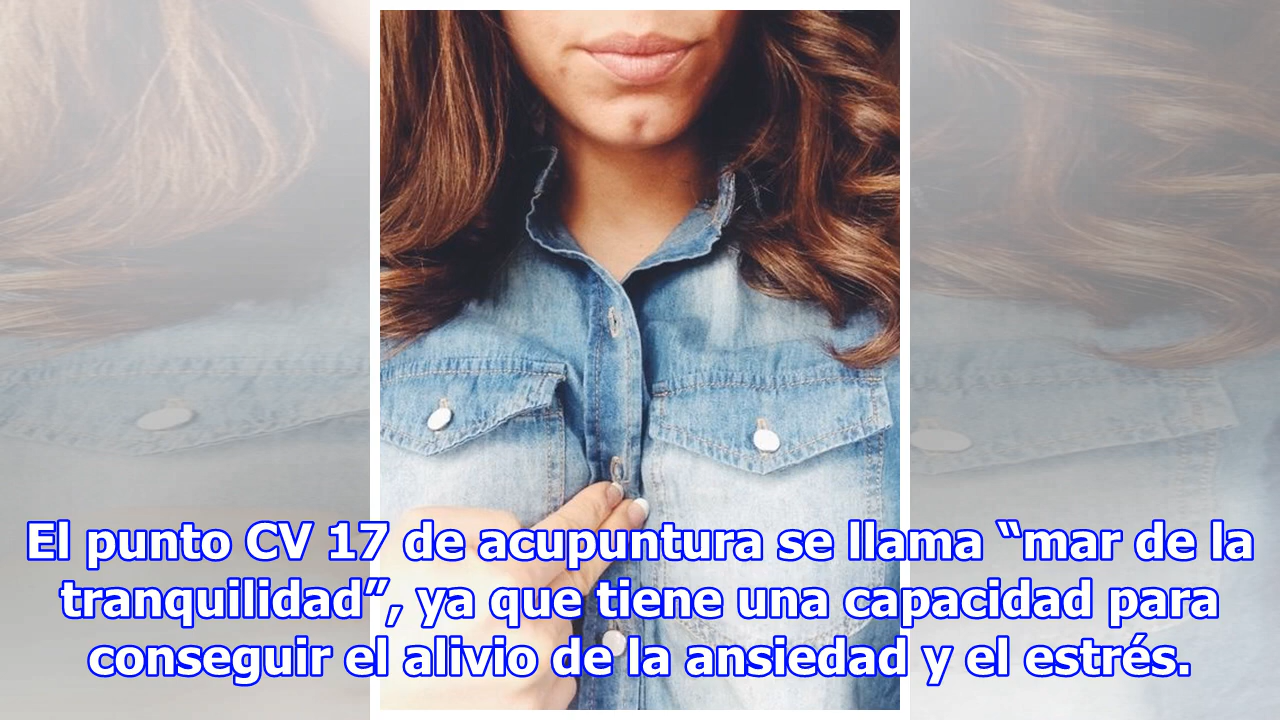 El punto CV 17 de acupuntura se llama “mar de la
tranquilidad”, ya que tiene una capacidad para
conseguir el alivio de la ansiedad y el estrés.